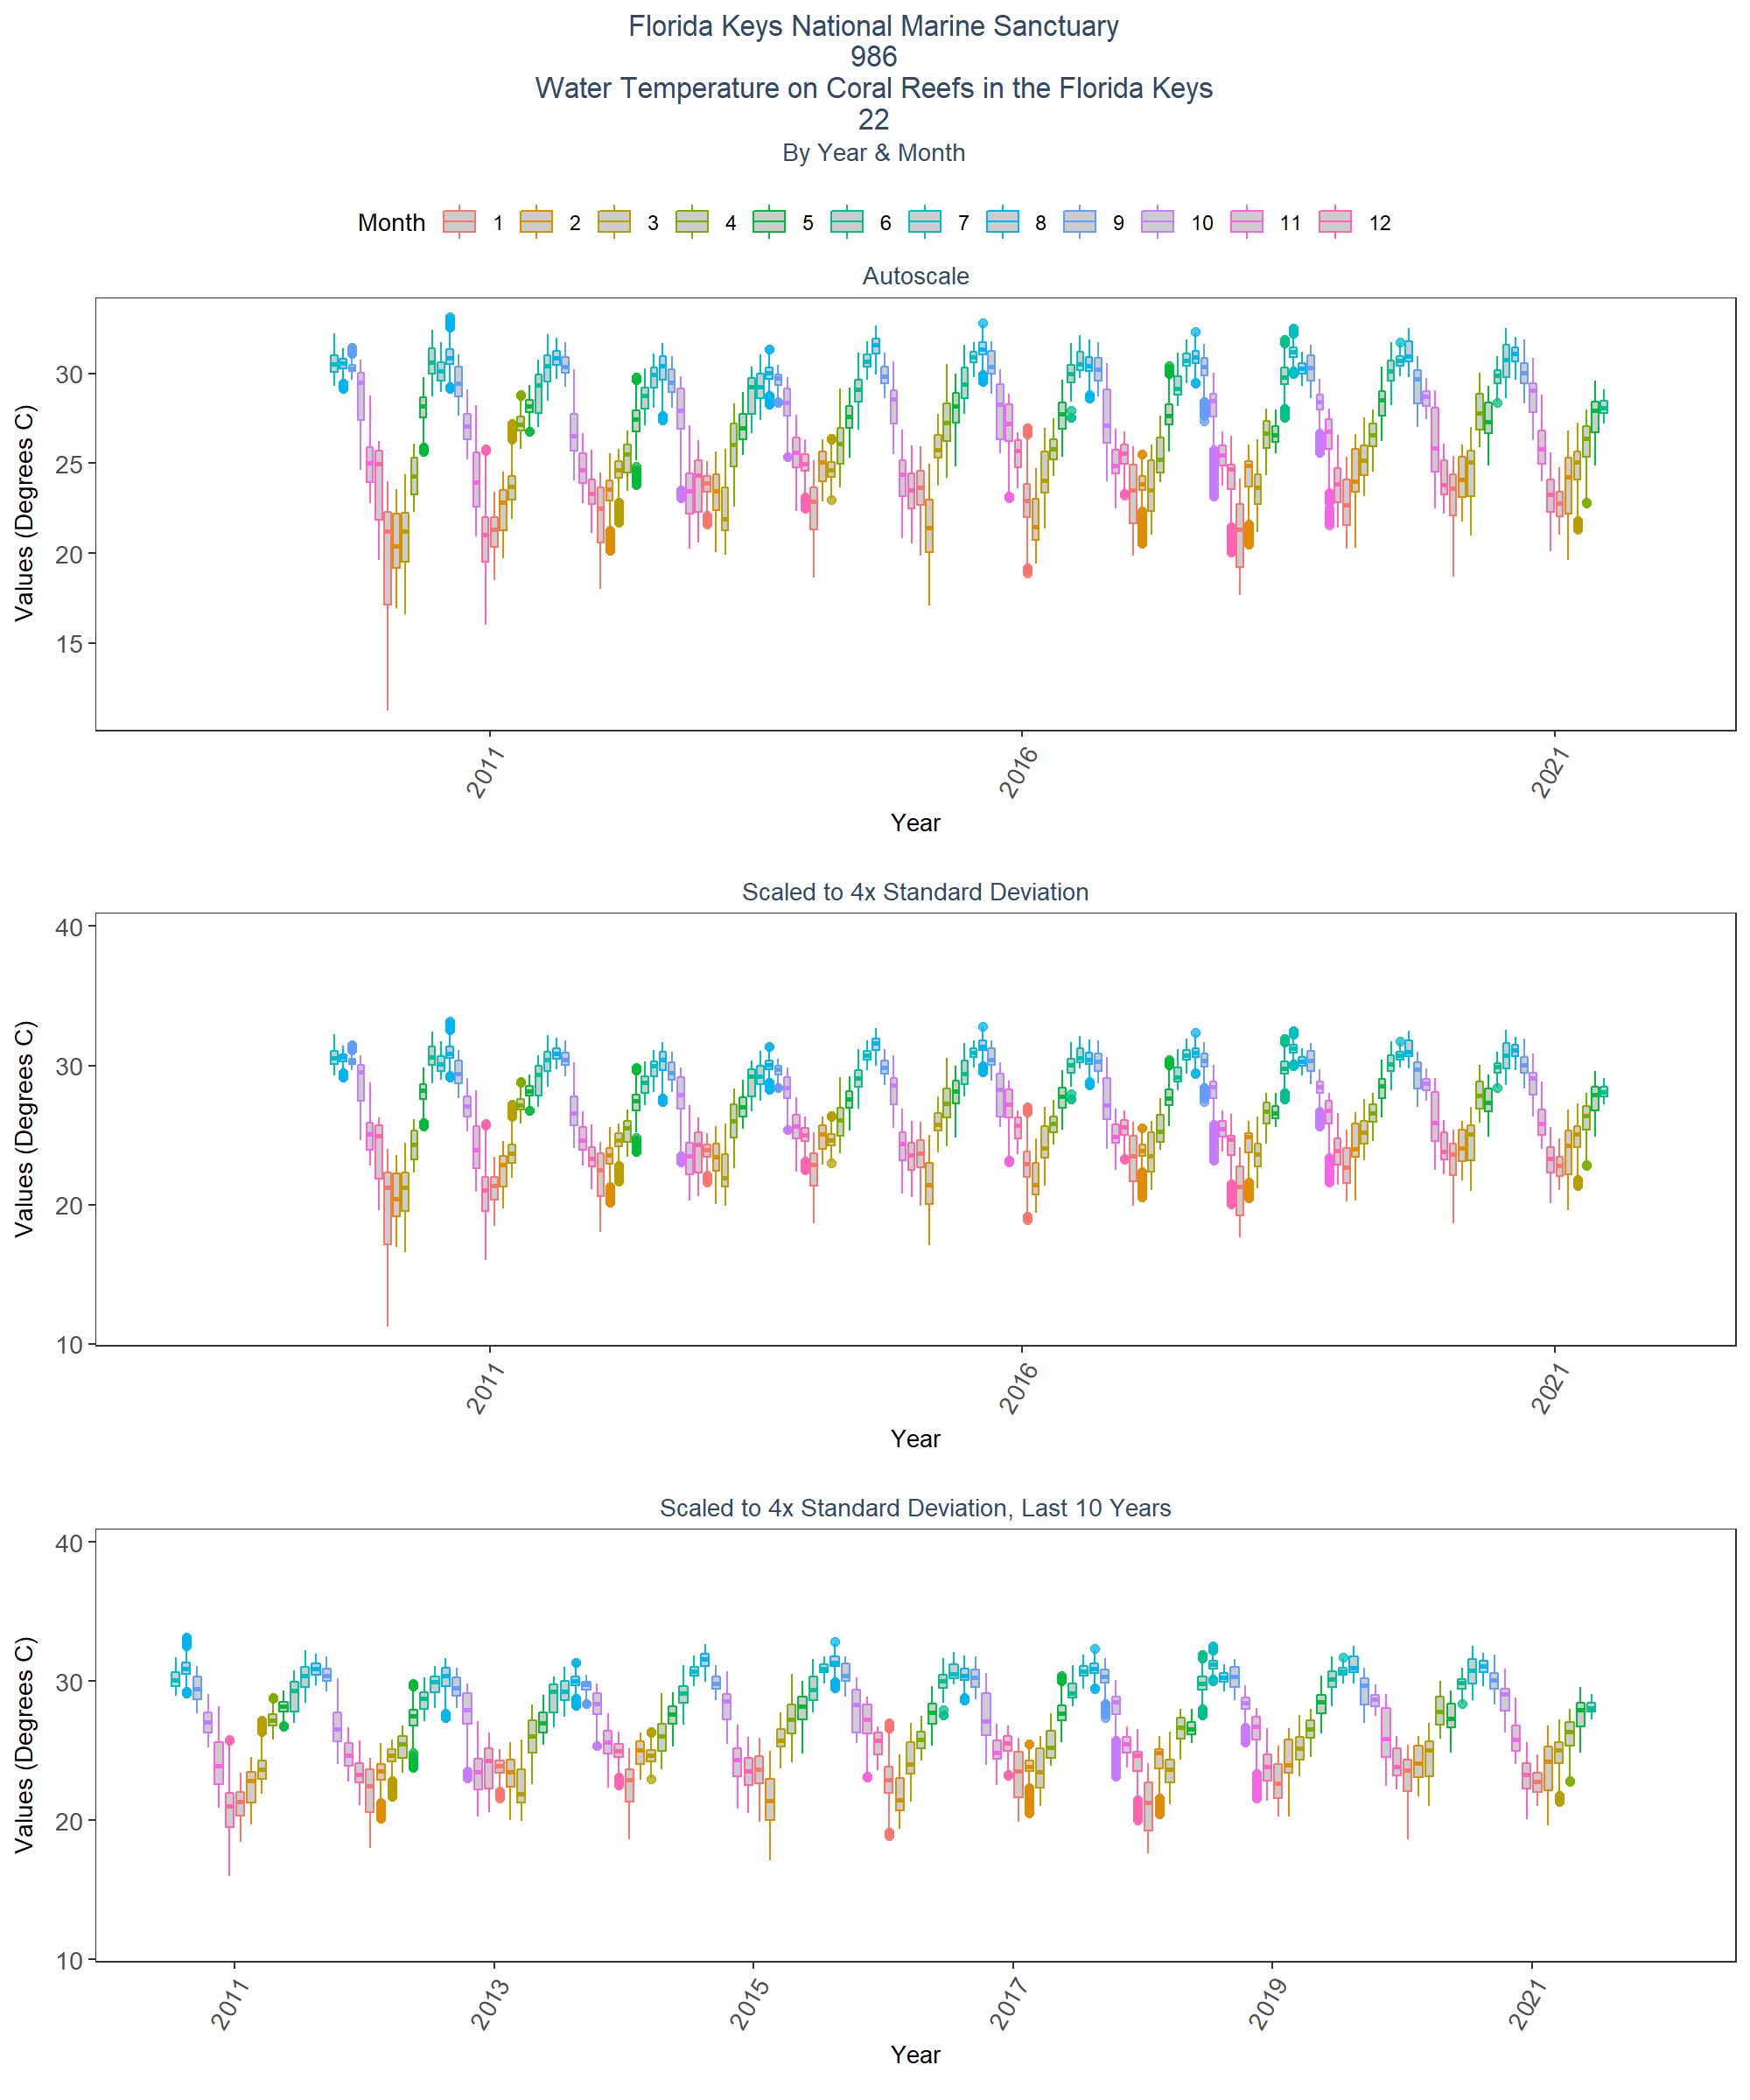 Florida Keys National Marine Sanctuary
986
Water Temperature on Coral Reefs in the Florida Keys
22
By Year & Month
Month 1 2 3 4 5 6 7 8 9 10 11 12
Autoscale
Values (Degrees C)
30
25
20
15
2011 2016 2021
Year
Scaled to 4x Standard Deviation
Values (Degrees C)
40
30
20
10
2011 2016 2021
Year
Scaled to 4x Standard Deviation, Last 10 Years
Values (Degrees C)
40
30
20
10
2011 2013 2015 2017 2019 2021
Year